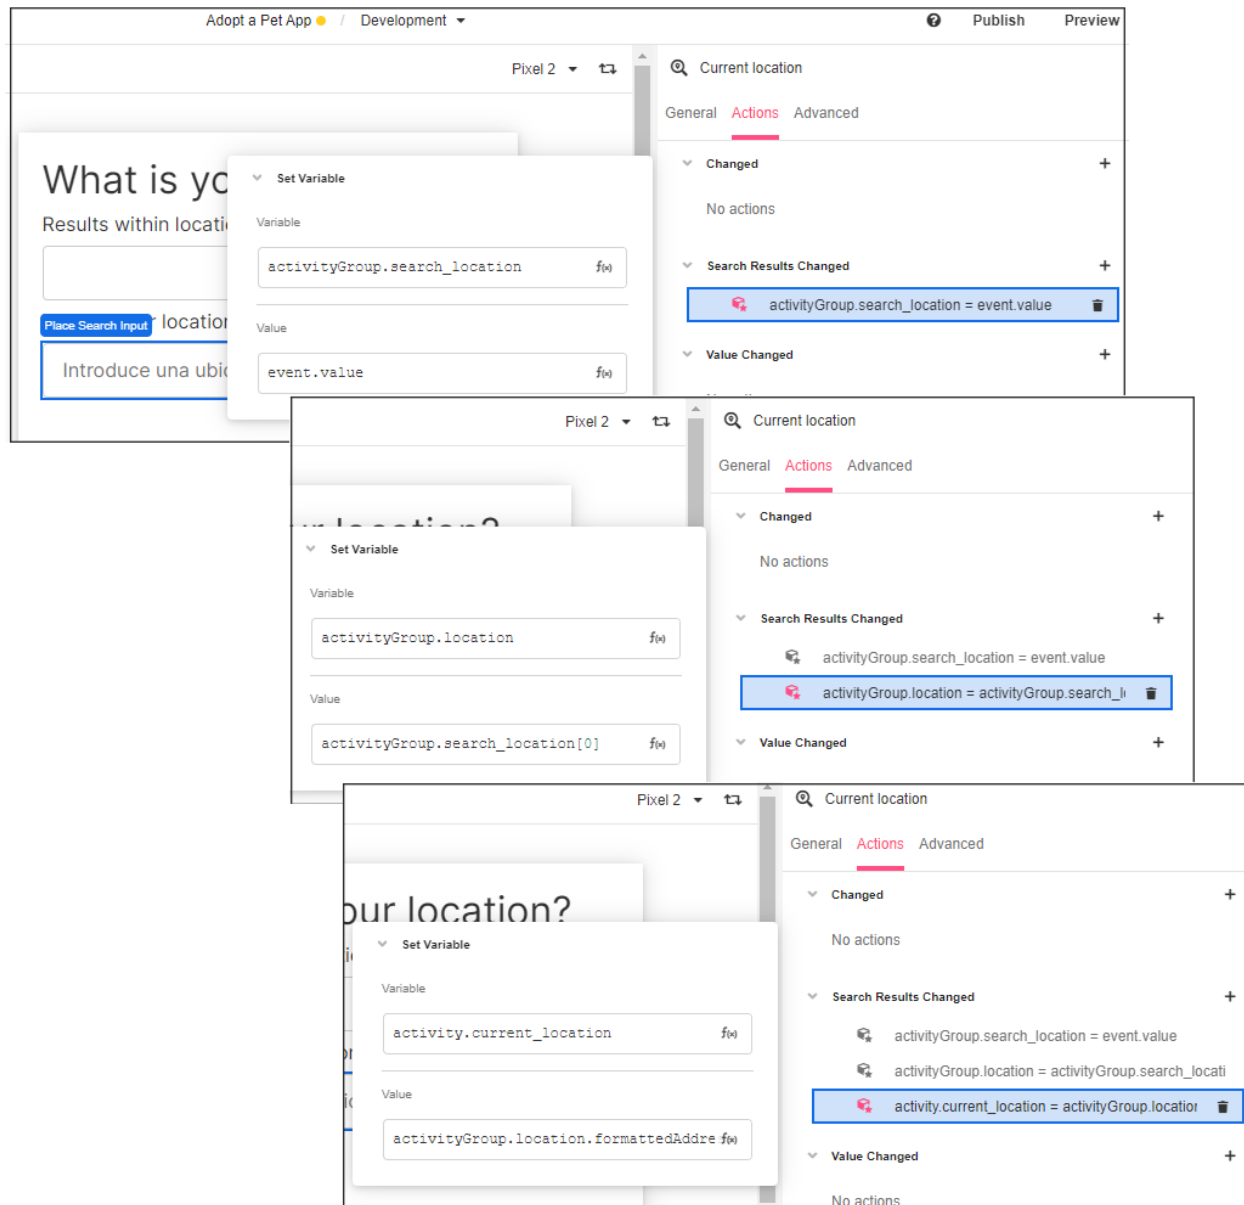 Adopt a Pet App / Development
Publish
Preview
Pixel 2
Current location
General Actions Advanced
What is yo
Results within locati
Place Search Input
r location
Introduce una ubi
Set Variable
Variable
activityGroup.search_location
f(x)
Value
event.value
f(x)
Changed
No actions
Search Results Changed
activityGroup.search_location = event.value
Value Changed
Pixel 2
Current location
General Actions Advanced
ur location?
Set Variable
Variable
activityGroup.location
f(x)
Value
activityGroup.search_location[0]
f(x)
Changed
No actions
Search Results Changed
activityGroup.search_location = event.value
activityGroup.location = activityGroup.search_l
Value Changed
Pixel 2
Current location
General Actions Advanced
our location?
Set Variable
Variable
activity.current_location
f(x)
Value
activityGroup.location.formattedAddre
f(x)
Changed
No actions
Search Results Changed
activityGroup.search_location = event.value
activityGroup.location = activityGroup.search_locati
activity.current_location = activityGroup.location
Value Changed
No actions